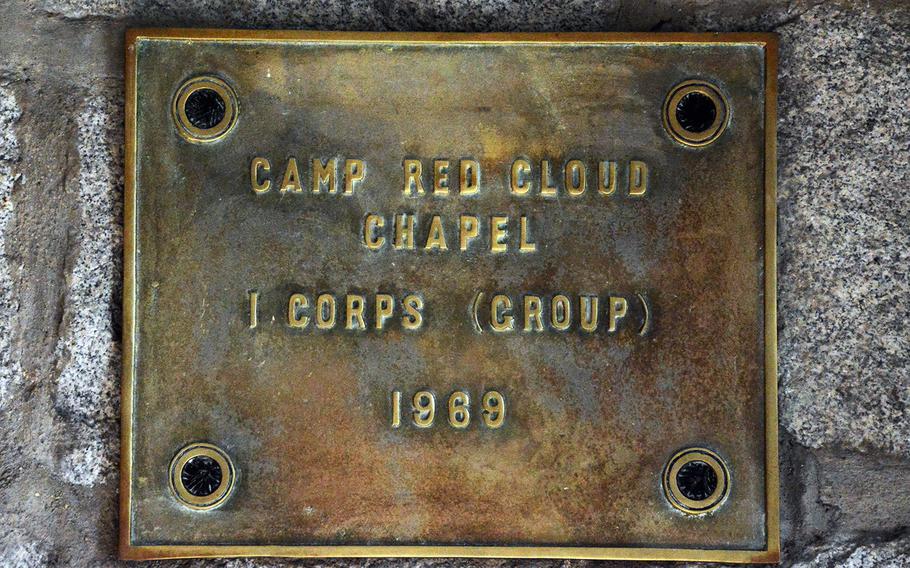 CAMP RED CLOUD
CHAPEL
I CORPS (GROUP)
1969